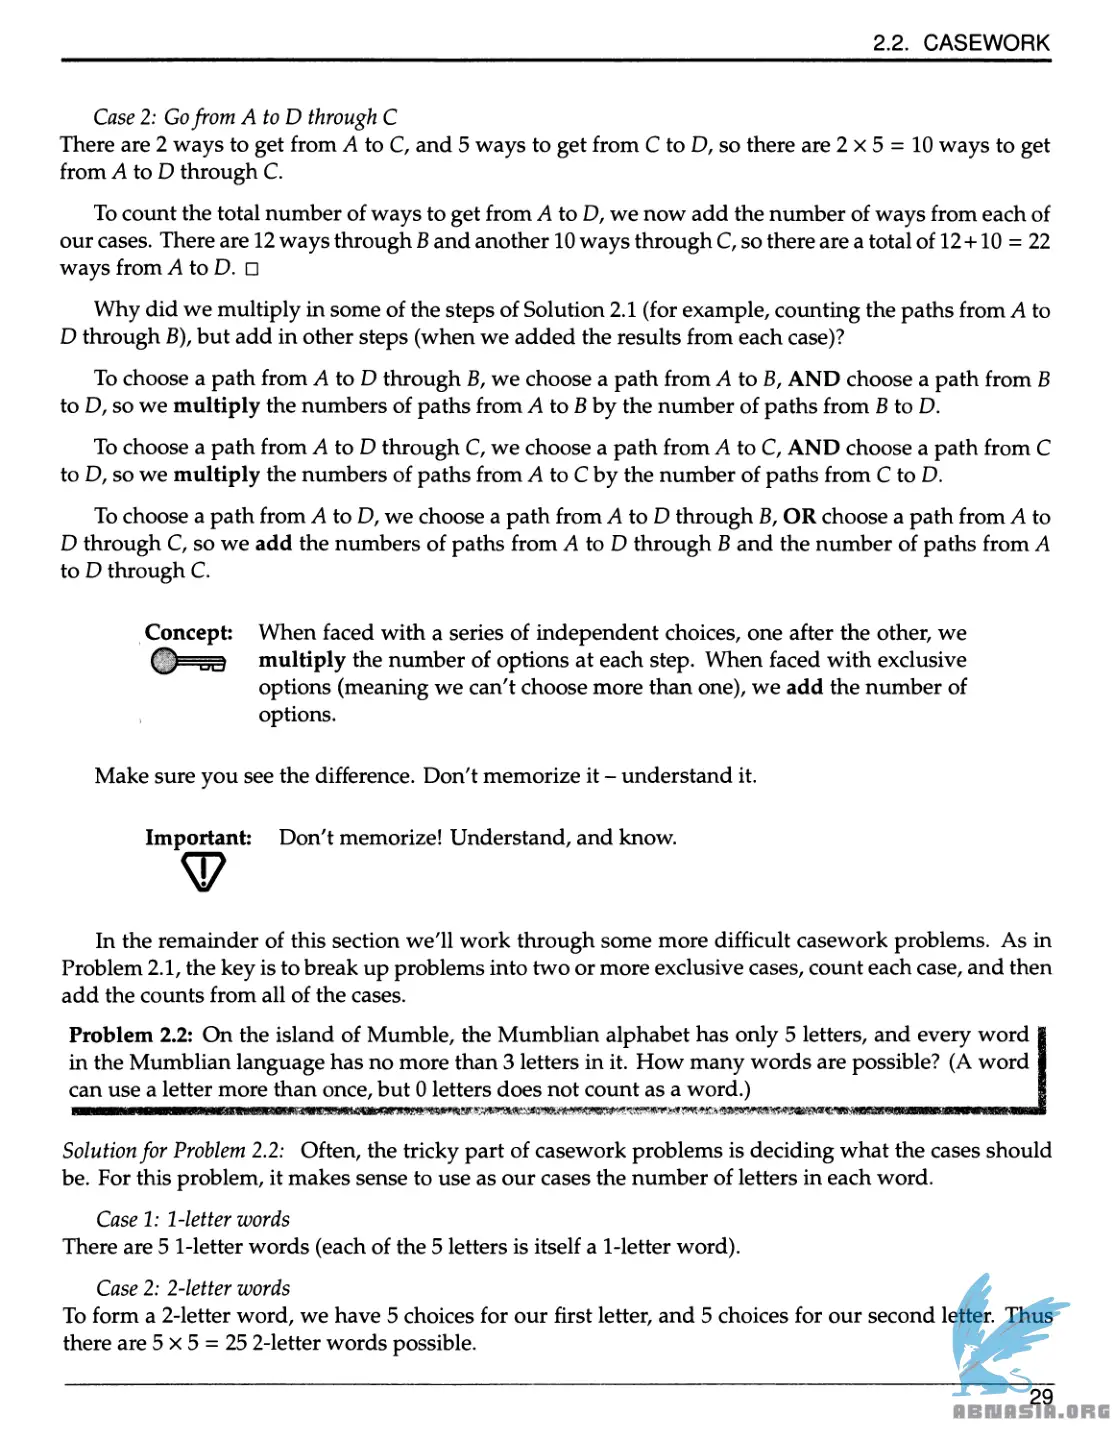 2.2. CASEWORK
Case 2: Go from A to D through C
There are 2 ways to get from A to C, and 5 ways to get from C to D, so there are 2 × 5 = 10 ways to get
from A to D through C.
To count the total number of ways to get from A to D, we now add the number of ways from each of
our cases. There are 12 ways through B and another 10 ways through C, so there are a total of 12+10 = 22
ways from A to D. □
Why did we multiply in some of the steps of Solution 2.1 (for example, counting the paths from A to
D through B), but add in other steps (when we added the results from each case)?
To choose a path from A to D through B, we choose a path from A to B, AND choose a path from B
to D, so we multiply the numbers of paths from A to B by the number of paths from B to D.
To choose a path from A to D through C, we choose a path from A to C, AND choose a path from C
to D, so we multiply the numbers of paths from A to C by the number of paths from C to D.
To choose a path from A to D, we choose a path from A to D through B, OR choose a path from A to
D through C, so we add the numbers of paths from A to D through B and the number of paths from A
to D through C.
Concept: When faced with a series of independent choices, one after the other, we
multiply the number of options at each step. When faced with exclusive
options (meaning we can't choose more than one), we add the number of
options.
Make sure you see the difference. Don't memorize it – understand it.
Important: Don't memorize! Understand, and know.
In the remainder of this section we'll work through some more difficult casework problems. As in
Problem 2.1, the key is to break up problems into two or more exclusive cases, count each case, and then
add the counts from all of the cases.
Problem 2.2: On the island of Mumble, the Mumblian alphabet has only 5 letters, and every word
in the Mumblian language has no more than 3 letters in it. How many words are possible? (A word
can use a letter more than once, but 0 letters does not count as a word.)
Solution for Problem 2.2: Often, the tricky part of casework problems is deciding what the cases should
be. For this problem, it makes sense to use as our cases the number of letters in each word.
Case 1: 1-letter words
There are 5 1-letter words (each of the 5 letters is itself a 1-letter word).
Case 2: 2-letter words
To form a 2-letter word, we have 5 choices for our first letter, and 5 choices for our second letter. Thus
there are 5 × 5 = 25 2-letter words possible.
29
ABNASIA.ORG